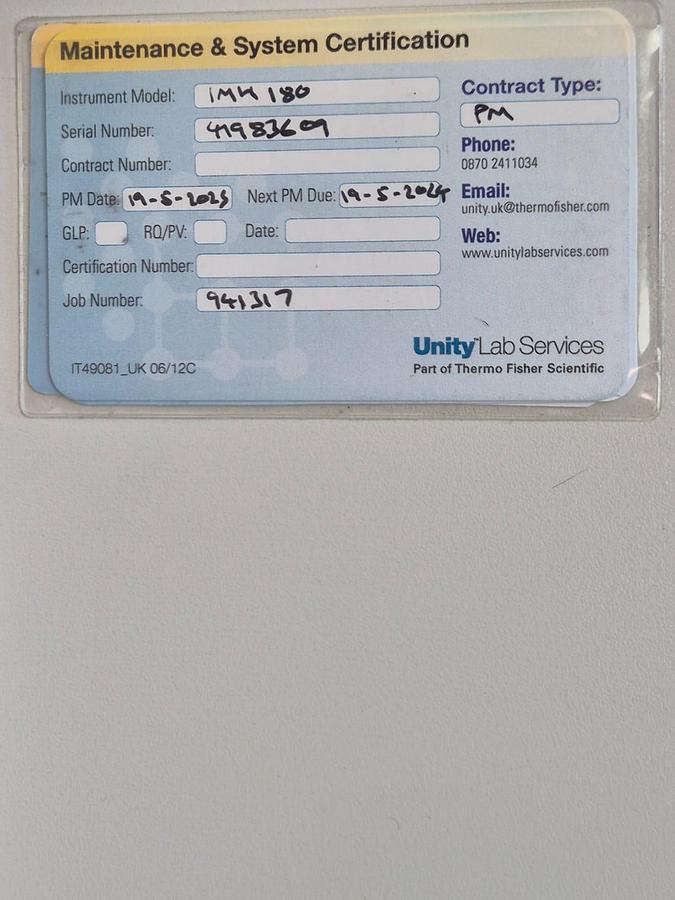 Maintenance & System Certification
Instrument Model: IMH 180
Serial Number: 41983609
Contract Number:
PM Date: 19-5-2023 Next PM Due: 19-5-2024
GLP: RQ/PV: Date:
Certification Number:
Job Number: 941317
IT49081_UK 06/12C
Contract Type:
PM
Phone:
0870 2411034
Email:
unity.uk@thermofisher.com
Web:
www.unitylabservices.com
Unity™Lab Services
Part of Thermo Fisher Scientific